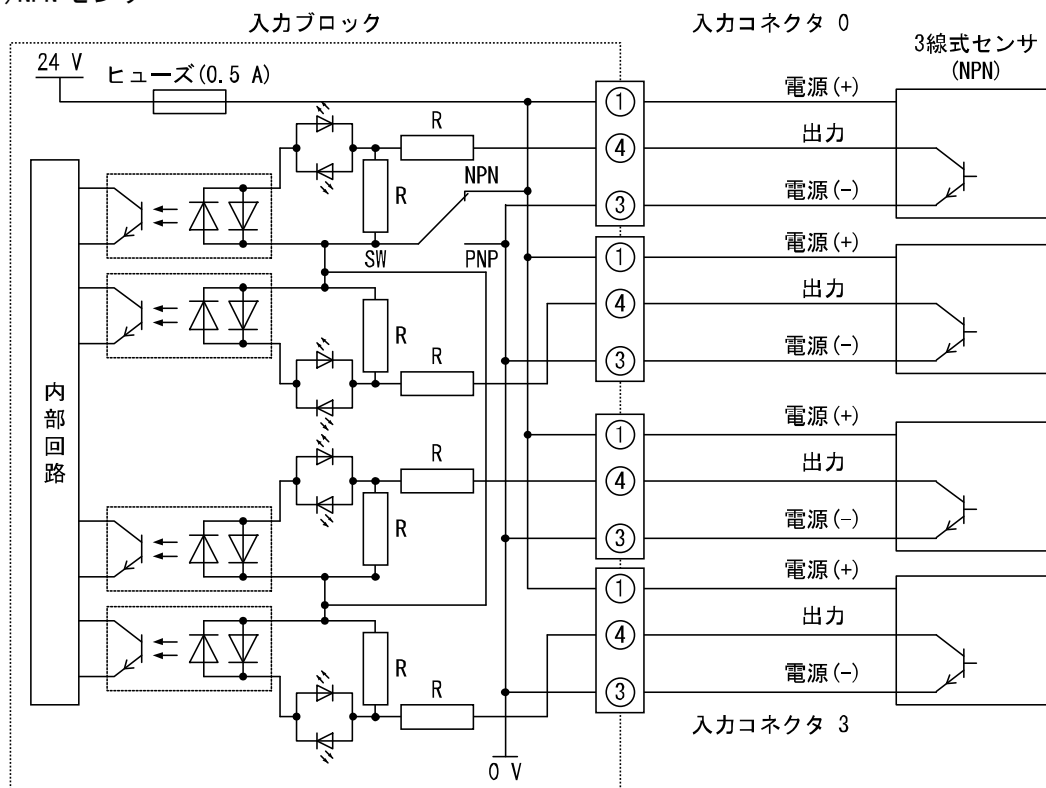 入力ブロック
入力コネクタ 0
3線式センサ
(NPN)
24 V
ヒューズ(0.5 A)
電源(+)
①
R
出力
④
NPN
電源(-)
R
③
SW
PNP
電源(+)
①
出力
④
R
電源(-)
R
③
内部回路
電源(+)
①
R
出力
④
R
電源(-)
③
電源(+)
①
出力
④
R
電源(-)
R
③
入力コネクタ 3
0 V